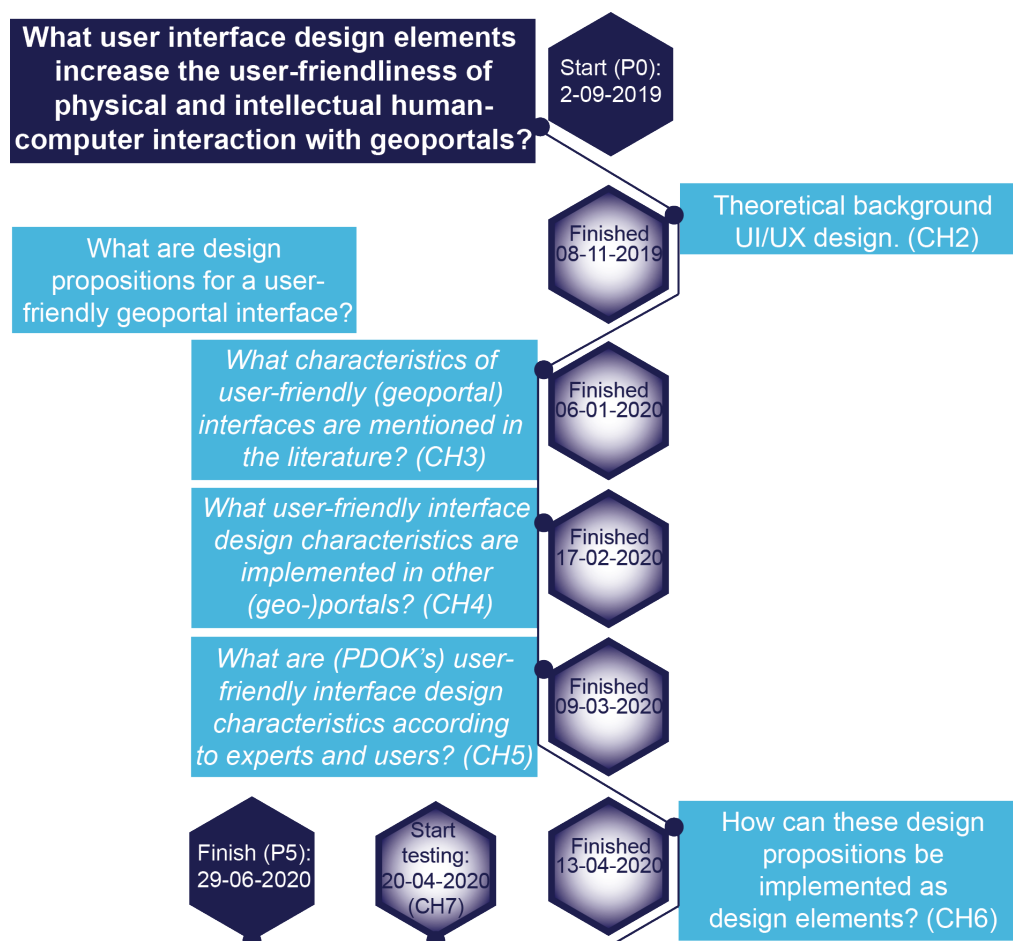 What user interface design elements
increase the user-friendliness of
physical and intellectual human-
computer interaction with geoportals?
Start (P0):
2-09-2019
Theoretical background
UI/UX design. (CH2)
Finished
08-11-2019
What are design
propositions for a user-
friendly geoportal interface?
What characteristics of
user-friendly (geoportal)
interfaces are mentioned in
the literature? (CH3)
Finished
06-01-2020
What user-friendly interface
design characteristics are
implemented in other
(geo-)portals? (CH4)
Finished
17-02-2020
What are (PDOK's) user-
friendly interface design
characteristics according
to experts and users? (CH5)
Finished
09-03-2020
How can these design
propositions be
implemented as
design elements? (CH6)
Finished
13-04-2020
Start
testing:
20-04-2020
(CH7)
Finish (P5):
29-06-2020